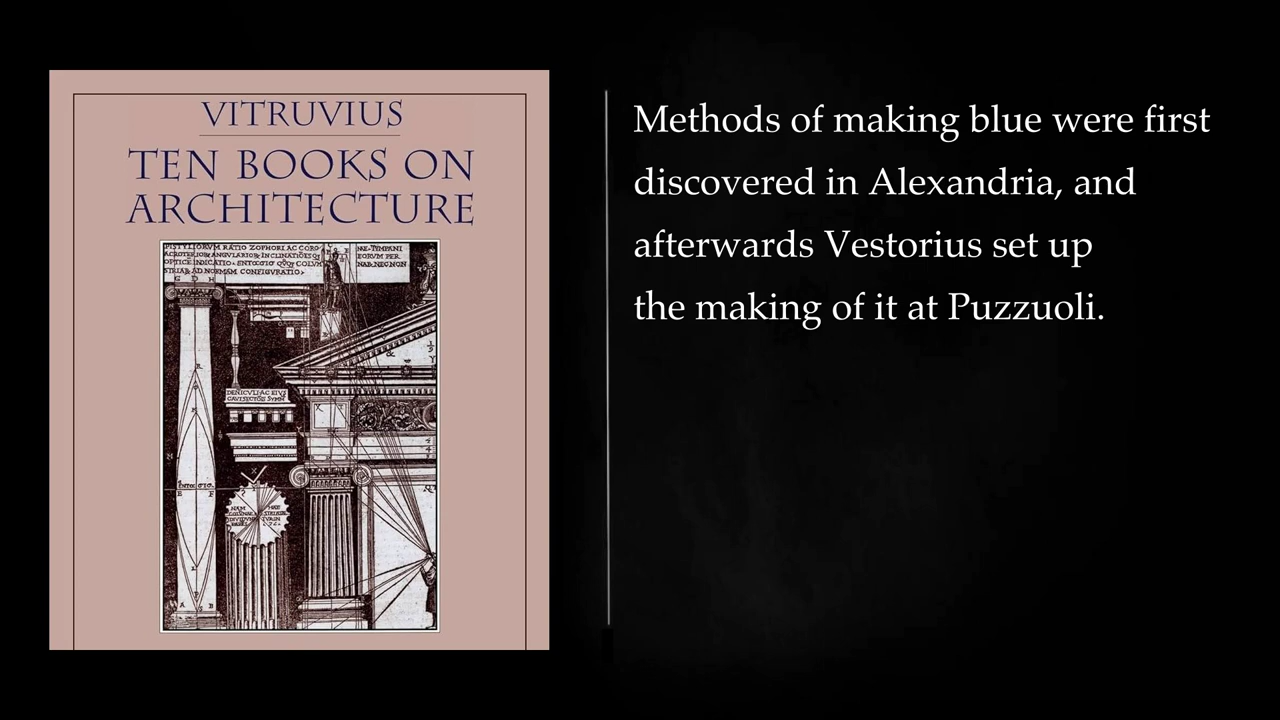 VITRUVIUS
TEN BOOKS ON
ARCHITECTURE
Methods of making blue were first
discovered in Alexandria, and
afterwards Vestorius set up
the making of it at Puzzuoli.